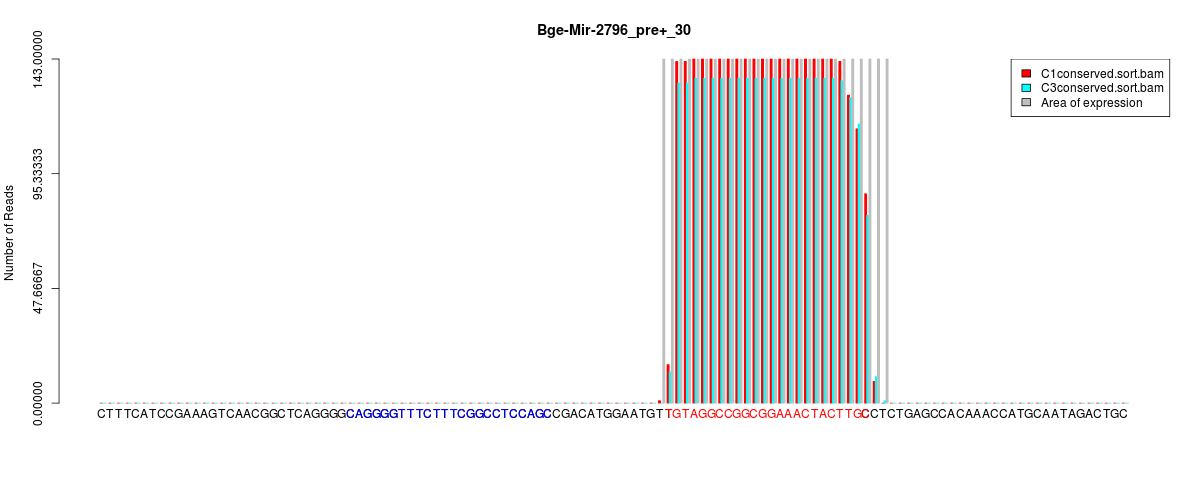 Bge-Mir-2796_pre+_30
Number of Reads
143.00000
95.33333
47.66667
0.00000
C1conserved.sort.bam
C3conserved.sort.bam
Area of expression
CTTTCATCCGAAAGTCAACGGCTCAGGGGCAGGGGTTTCTTTCGGCCTCCAGCCGACATGGAATGTTGTAGGCCGGCGGAAACTACTTGCCTCTGAGCCACAAACCATGCAATAGACTGC